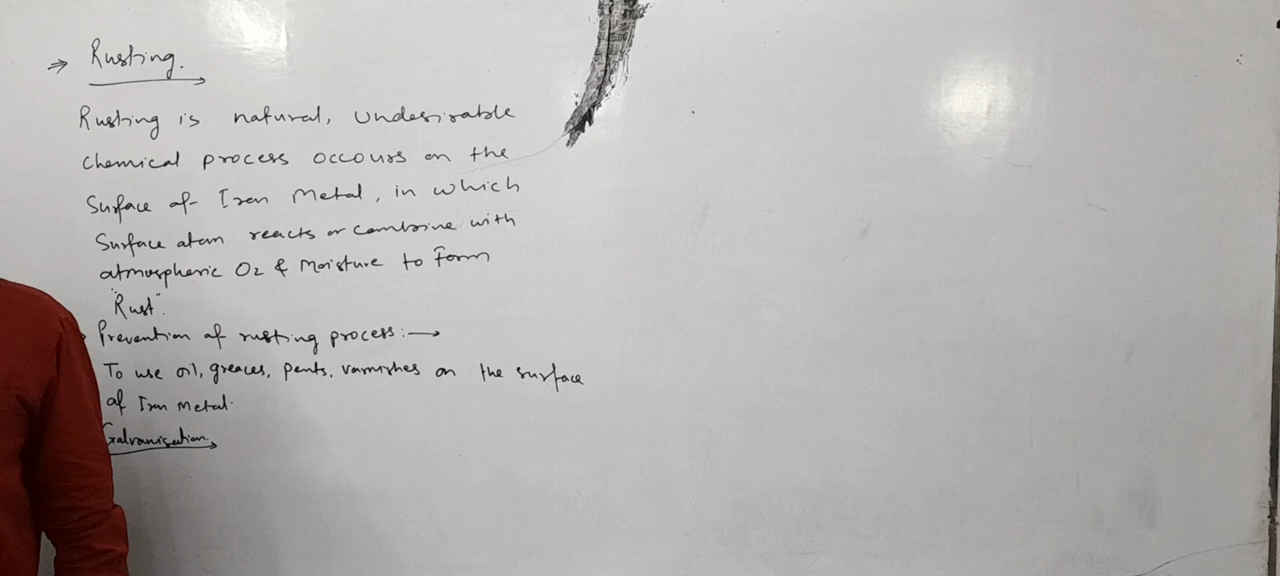 ⇒ Rusting.
Rusting is natural, undesirable
chemical process occours on the
Surface of Iron Metal, in which
Surface atom reacts or combine with
atmospheric O2 & Moisture to form
"Rust".
Prevention of rusting process:→
To use oil, greaces, pents, varnishes on the surface
of Iron Metal.
Galvanisation.